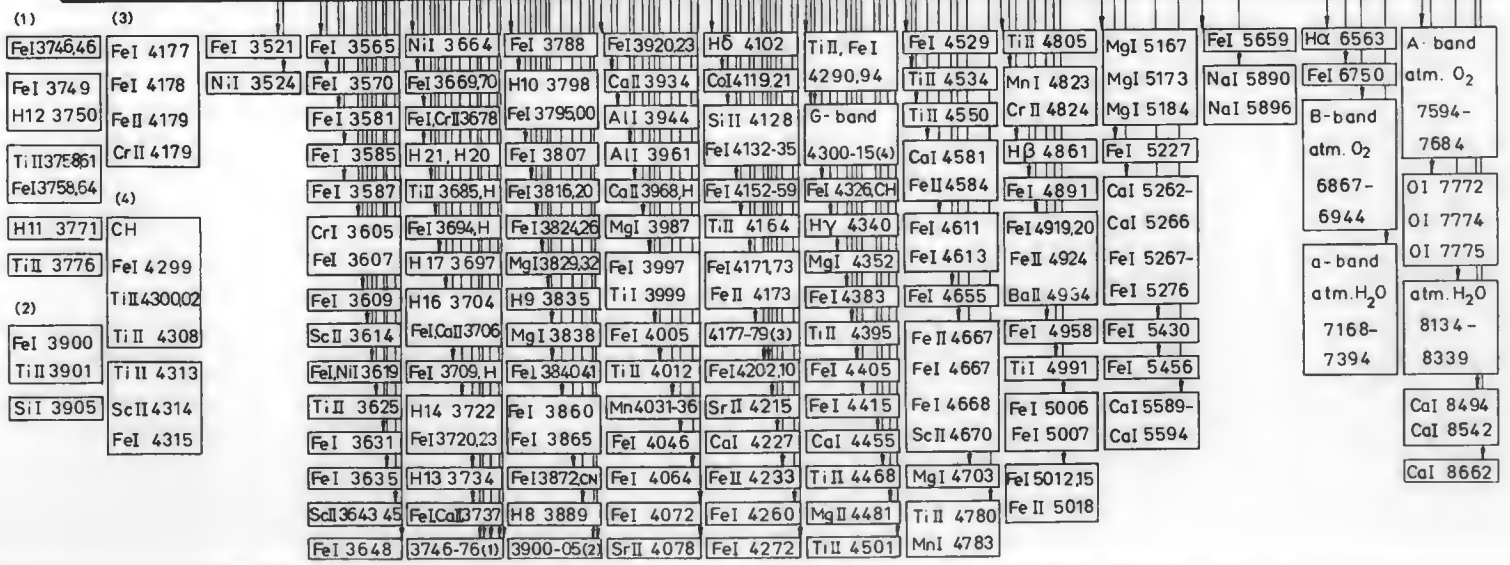 (1)
FeI 3746,46
FeI 3749
H12 3750
TiII 3758,61
FeI 3758,64
H11 3771
TiII 3776
(2)
FeI 3900
TiII 3901
SiI 3905
(3)
FeI 4177
FeI 4178
FeII 4179
CrII 4179
(4)
CH
FeI 4299
TiII 4300,02
TiII 4308
TiII 4313
ScII 4314
FeI 4315
FeI 3521
NiI 3524
FeI 3565
FeI 3570
FeI 3581
FeI 3585
FeI 3587
CrI 3605
FeI 3607
FeI 3609
ScII 3614
FeI,NiI 3619
TiII 3625
FeI 3631
FeI 3635
ScII 3643 45
FeI 3648
NiI 3664
FeI 3669,70
FeI,CrII 3678
H21, H20
TiII 3685,H
FeI 3694,H
H17 3697
H16 3704
FeI,CaII 3706
FeI 3709,H
H14 3722
FeI 3720,23
H13 3734
FeI,CaII 3737
3746-76(1)
FeI 3788
H10 3798
FeI 3795,00
FeI 3807
FeI 3816,20
FeI 3824,26
MgI 3829,32
H9 3835
MgI 3838
FeI 3840 41
FeI 3860
FeI 3865
FeI 3872,CN
H8 3889
3900-05(2)
FeI 3920,23
CaII 3934
AlI 3944
AlI 3961
CaII 3968,H
MgI 3987
FeI 3997
TiI 3999
FeI 4005
TiII 4012
Mn 4031-36
FeI 4046
FeI 4064
FeI 4072
SrII 4078
Hδ 4102
CoI 4119,21
SiII 4128
FeI 4132-35
FeI 4152-59
TiII 4164
FeI 4171,73
FeII 4173
4177-79(3)
FeI 4202,10
SrII 4215
CaI 4227
FeII 4233
FeI 4260
FeI 4272
TiII, FeI
4290,94
G-band
4300-15(4)
FeI 4326,CH
Hγ 4340
MgI 4352
FeI 4383
TiII 4395
FeI 4405
FeI 4415
CaI 4455
TiII 4468
MgII 4481
TiII 4501
FeI 4529
TiII 4534
TiII 4550
CaI 4581
FeII 4584
FeI 4611
FeI 4613
FeI 4655
FeII 4667
FeI 4667
FeI 4668
ScII 4670
MgI 4703
TiII 4780
MnI 4783
TiII 4805
MnI 4823
CrII 4824
Hβ 4861
FeI 4891
FeI 4919,20
FeII 4924
BaII 4934
FeI 4958
TiI 4991
FeI 5006
FeI 5007
FeI 5012,15
FeII 5018
MgI 5167
MgI 5173
MgI 5184
FeI 5227
CaI 5262-
CaI 5266
FeI 5267-
FeI 5276
FeI 5430
FeI 5456
CaI 5589-
CaI 5594
FeI 5659
NaI 5890
NaI 5896
Hα 6563
FeI 6750
B-band
atm. O2
6867-
6944
a-band
atm.H2O
7168-
7394
A-band
atm. O2
7594-
7684
OI 7772
OI 7774
OI 7775
atm.H2O
8134-
8339
CaI 8494
CaI 8542
CaI 8662